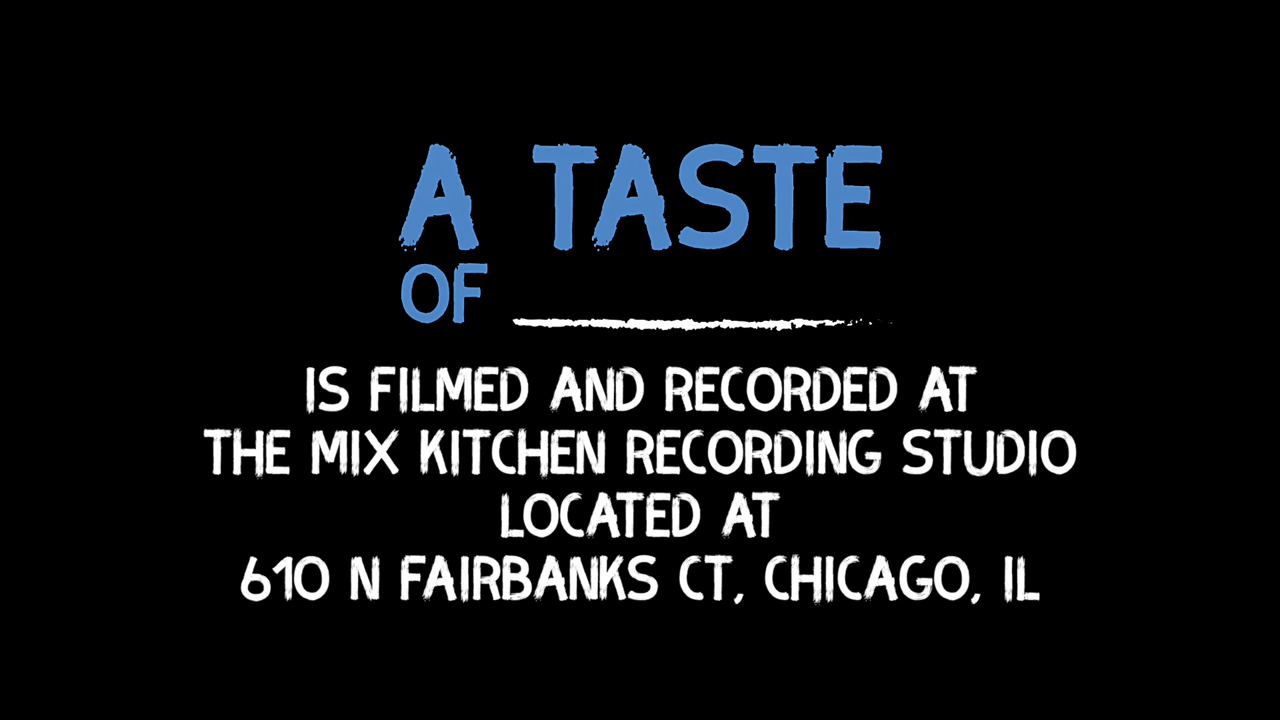 A TASTE
OF
IS FILMED AND RECORDED AT
THE MIX KITCHEN RECORDING STUDIO
LOCATED AT
610 N FAIRBANKS CT, CHICAGO, IL